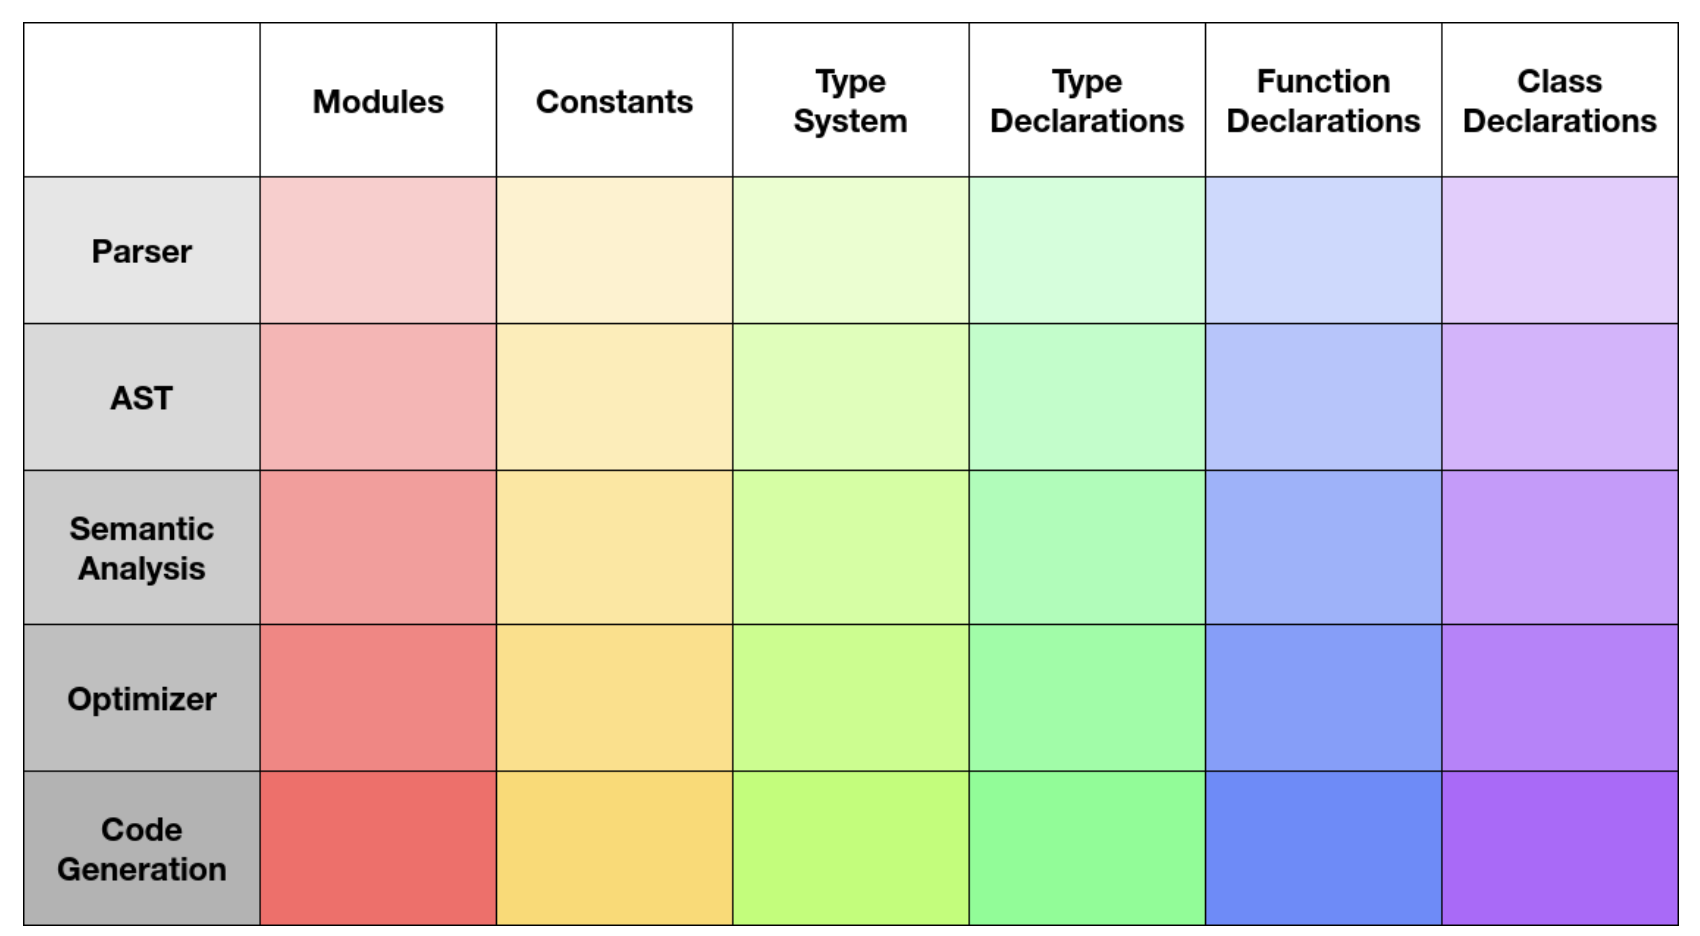 Modules
Constants
Type
System
Type
Declarations
Function
Declarations
Class
Declarations
Parser
AST
Semantic
Analysis
Optimizer
Code
Generation